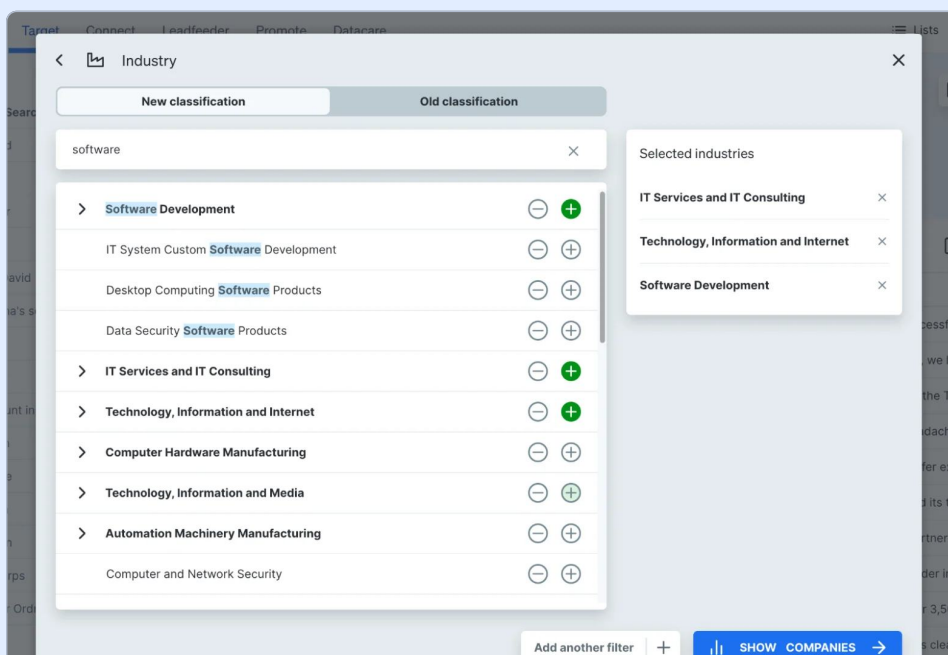 Target Connect Leadfeeder Promote Datacare Lists
Industry
New classification Old classification
software
Selected industries
Software Development
IT Services and IT Consulting
IT System Custom Software Development
Technology, Information and Internet
Desktop Computing Software Products
Software Development
Data Security Software Products
IT Services and IT Consulting
Technology, Information and Internet
Computer Hardware Manufacturing
Technology, Information and Media
Automation Machinery Manufacturing
Computer and Network Security
Add another filter
SHOW COMPANIES